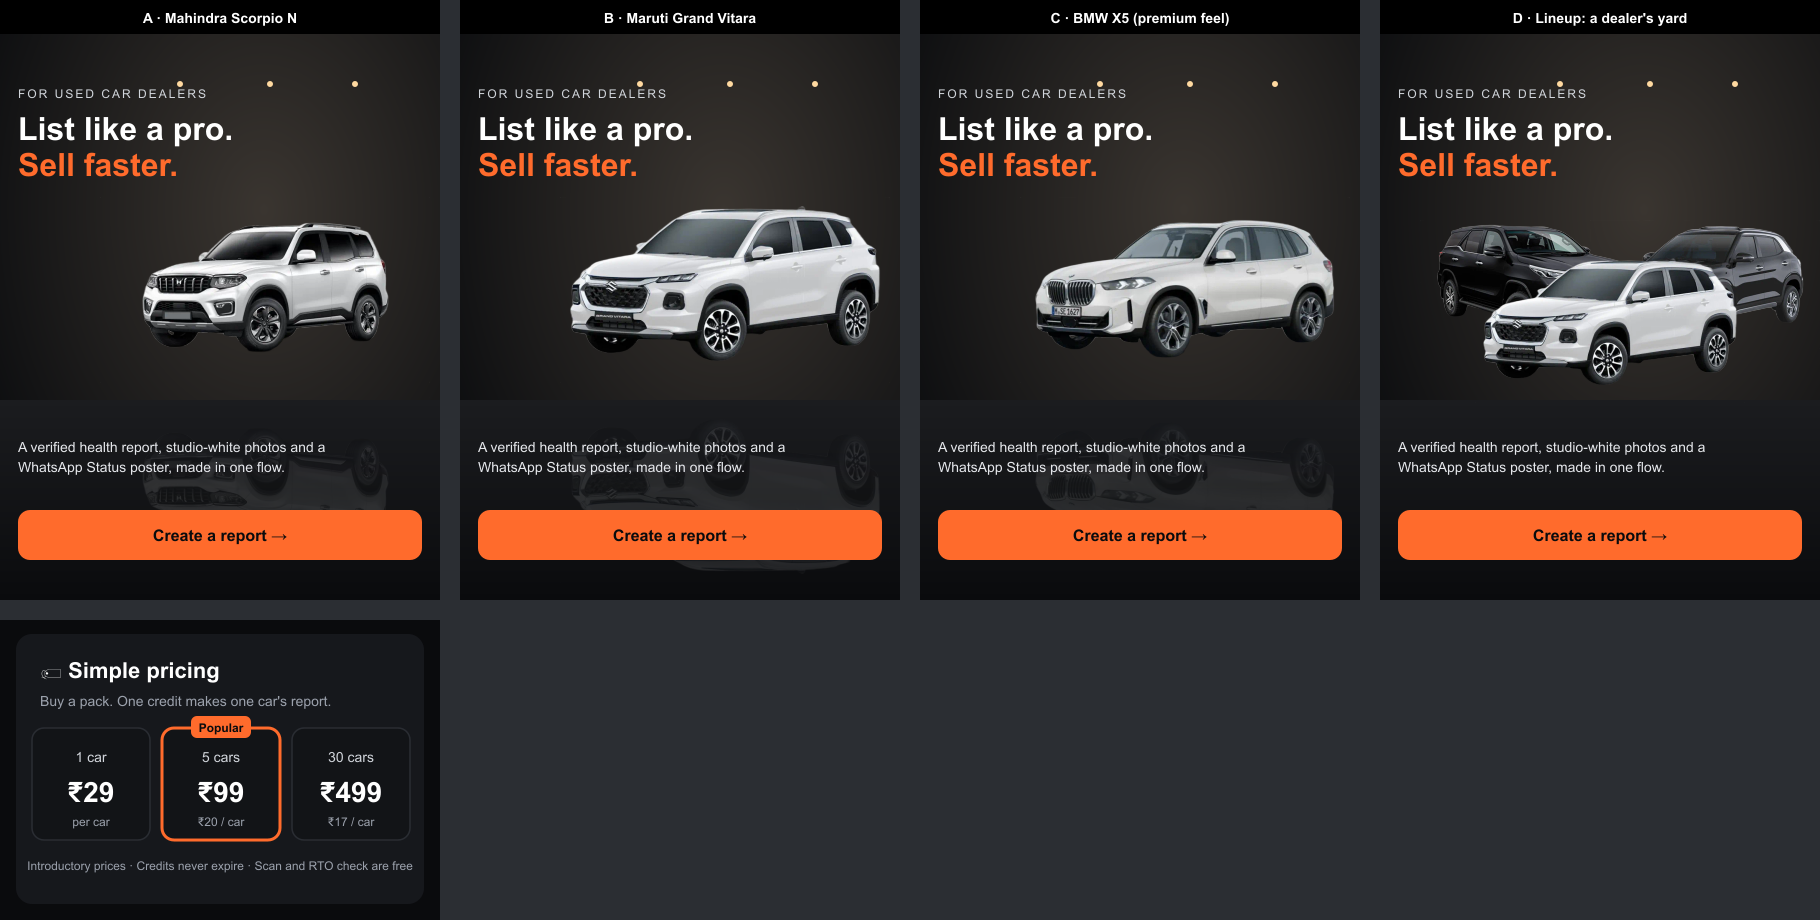 A · Mahindra Scorpio N
FOR USED CAR DEALERS
List like a pro.
Sell faster.
A verified health report, studio-white photos and a
WhatsApp Status poster, made in one flow.
Create a report →
B · Maruti Grand Vitara
FOR USED CAR DEALERS
List like a pro.
Sell faster.
A verified health report, studio-white photos and a
WhatsApp Status poster, made in one flow.
Create a report →
C · BMW X5 (premium feel)
FOR USED CAR DEALERS
List like a pro.
Sell faster.
A verified health report, studio-white photos and a
WhatsApp Status poster, made in one flow.
Create a report →
D · Lineup: a dealer's yard
FOR USED CAR DEALERS
List like a pro.
Sell faster.
A verified health report, studio-white photos and a
WhatsApp Status poster, made in one flow.
Create a report →
Simple pricing
Buy a pack. One credit makes one car's report.
1 car
₹29
per car
Popular
5 cars
₹99
₹20 / car
30 cars
₹499
₹17 / car
Introductory prices · Credits never expire · Scan and RTO check are free